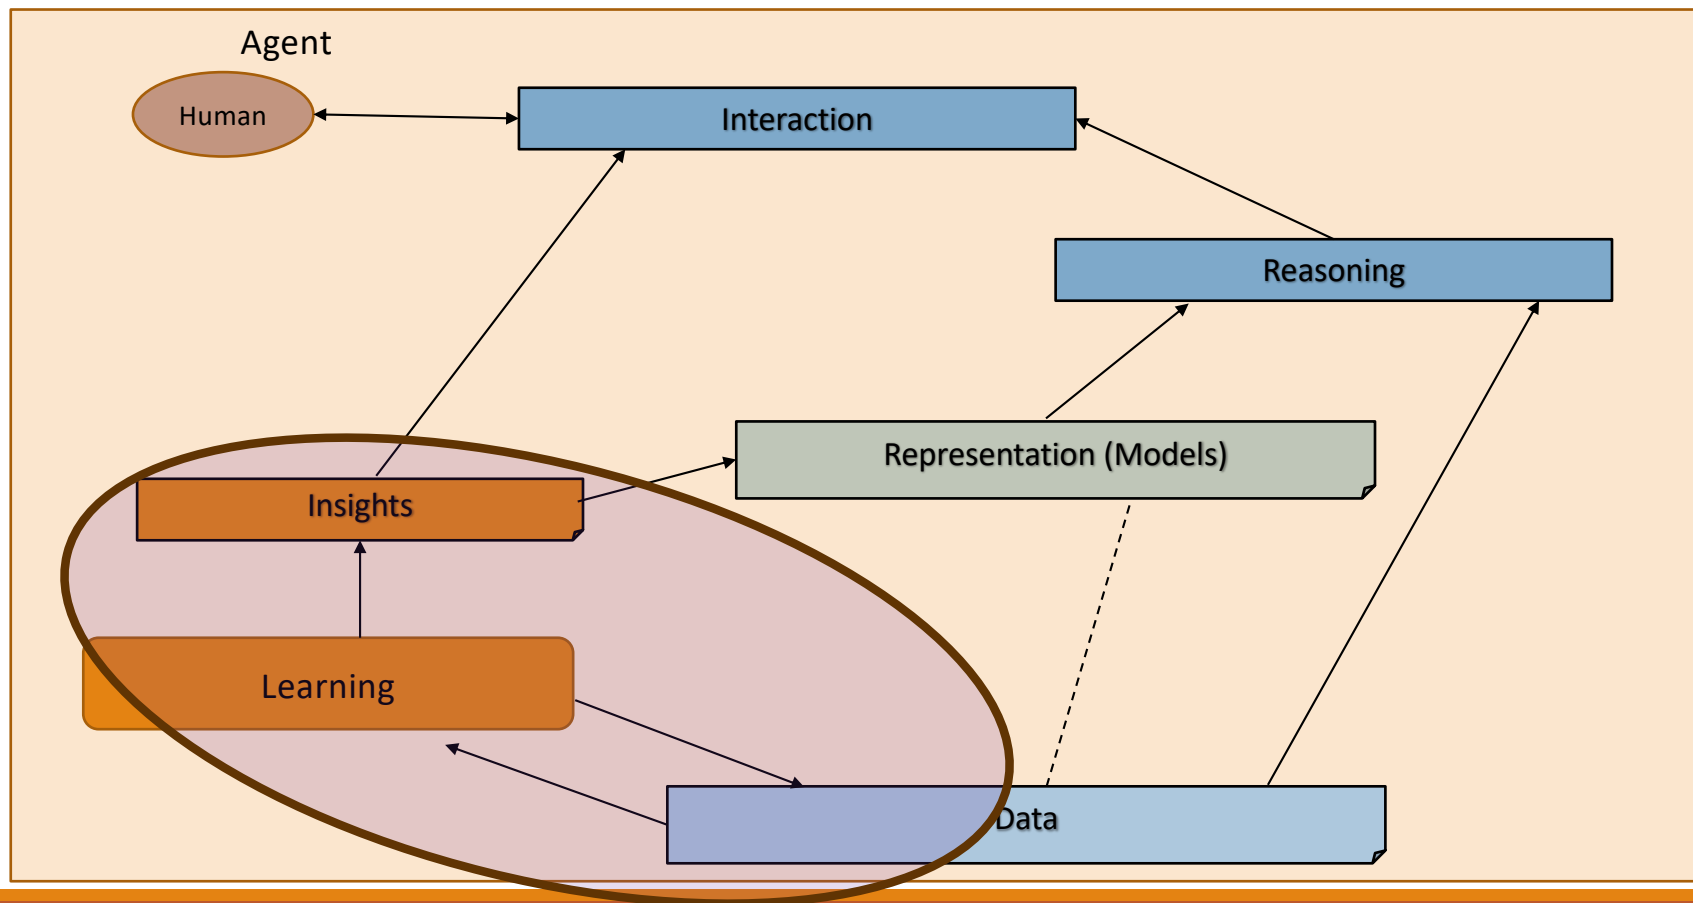 Agent
Human
Interaction
Reasoning
Representation (Models)
Insights
Learning
Data